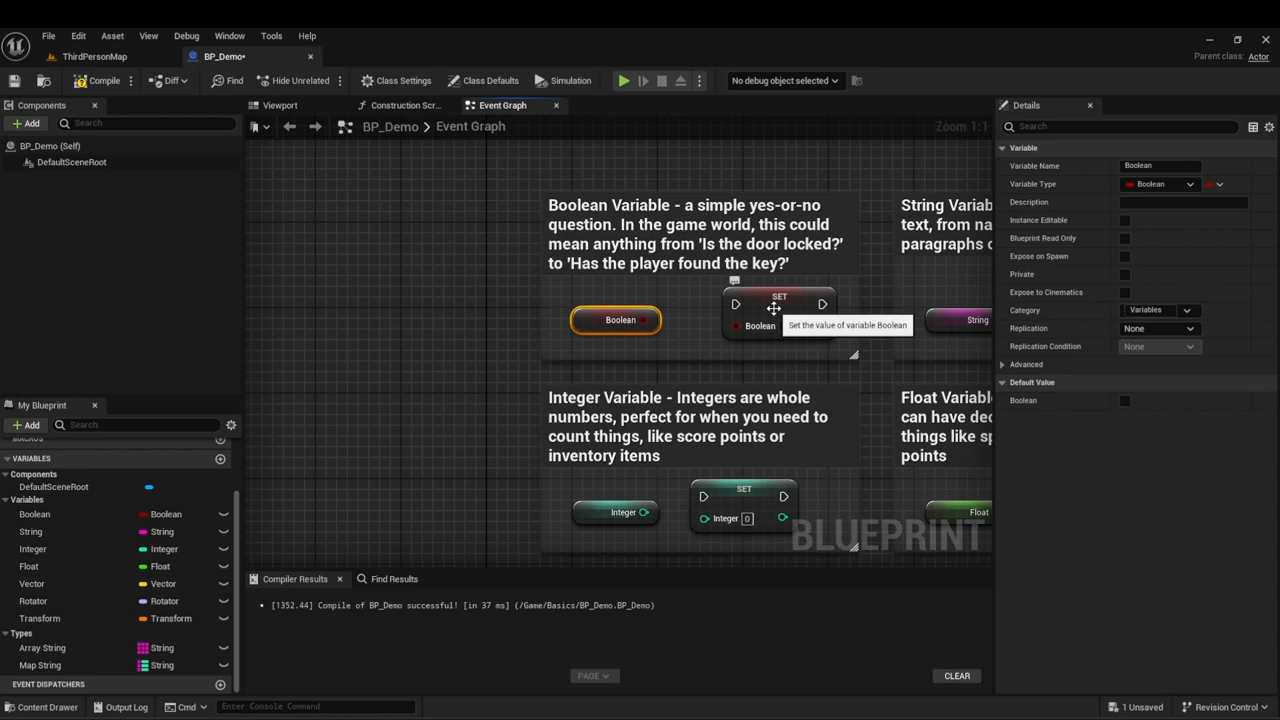 File Edit Asset View Debug Window Tools Help
ThirdPersonMap
BP_Demo•
Parent class: Actor
Compile
Diff
Find
Hide Unrelated
Class Settings
Class Defaults
Simulation
No debug object selected
Components
Viewport
Construction Scr...
Event Graph
Details
+ Add
Search
BP_Demo > Event Graph
Zoom 1:1
Search
BP_Demo (Self)
DefaultSceneRoot
Variable
Variable Name Boolean
Variable Type Boolean
Description
Instance Editable
Blueprint Read Only
Expose on Spawn
Private
Expose to Cinematics
Category Variables
Replication None
Replication Condition None
Advanced
Default Value
Boolean
Boolean Variable - a simple yes-or-no
question. In the game world, this could
mean anything from 'Is the door locked?'
to 'Has the player found the key?'
String Variab
text, from na
paragraphs c
Boolean
SET
Boolean
Set the value of variable Boolean
String
Integer Variable - Integers are whole
numbers, perfect for when you need to
count things, like score points or
inventory items
Float Variabl
can have dec
things like sp
points
Integer
SET
Integer 0
Float
BLUEPRINT
My Blueprint
+ Add
Search
MACROS
VARIABLES
Components
DefaultSceneRoot
Variables
Boolean Boolean
String String
Integer Integer
Float Float
Vector Vector
Rotator Rotator
Transform Transform
Types
Array String String
Map String String
EVENT DISPATCHERS
Compiler Results
Find Results
[1352.44] Compile of BP_Demo successful! [in 37 ms] (/Game/Basics/BP_Demo.BP_Demo)
PAGE
CLEAR
Content Drawer
Output Log
Cmd
Enter Console Command
1 Unsaved
Revision Control